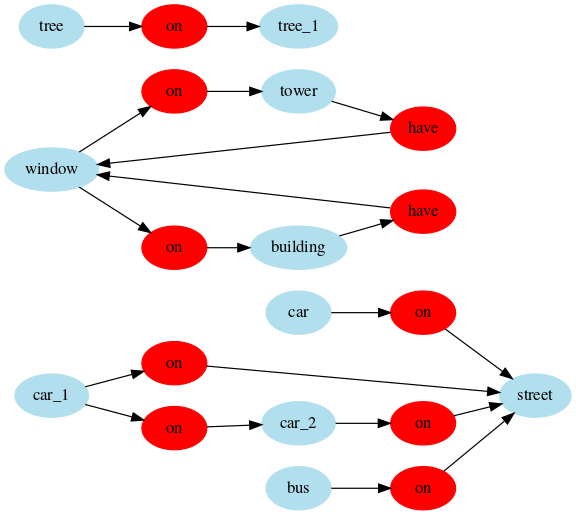 tree on tree_1
on tower
have
window
have
on building
car on
on
car_1 street
car_2 on
on
bus on